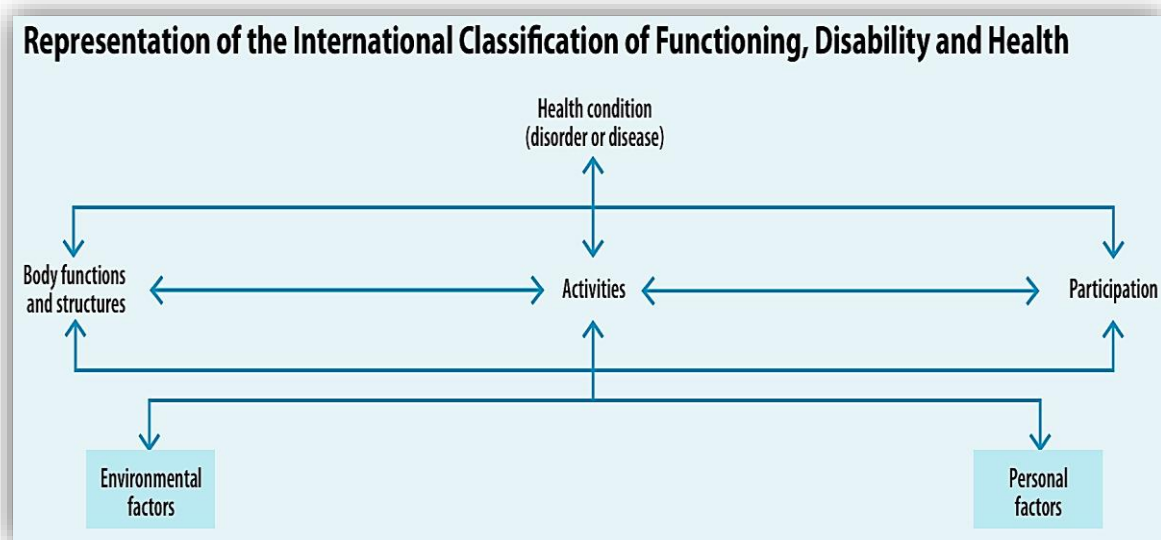 Representation of the International Classification of Functioning, Disability and Health
Health condition
(disorder or disease)
Body functions
and structures
Activities
Participation
Environmental
factors
Personal
factors